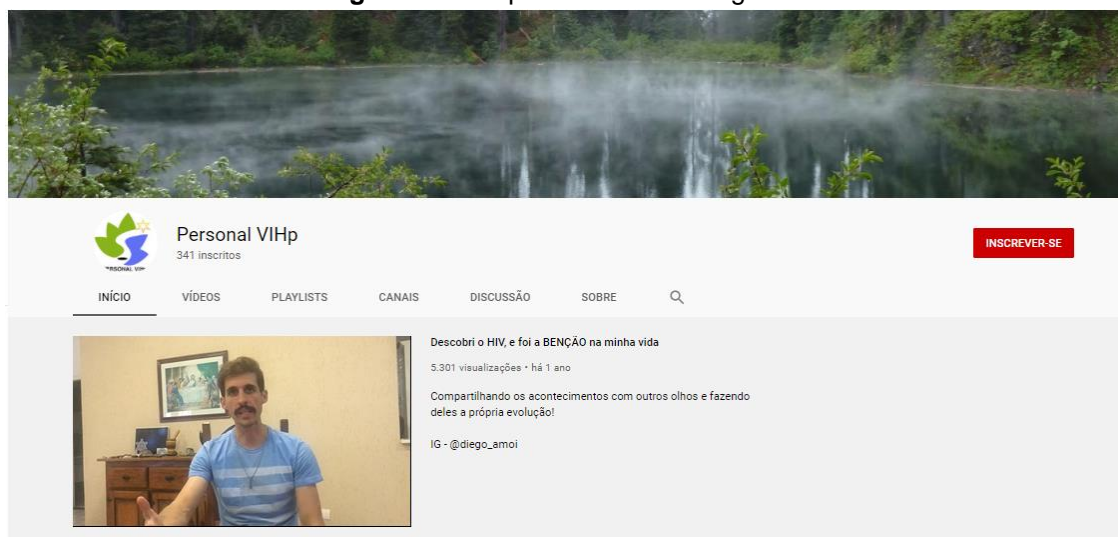 Personal VIHp
341 inscritos
INSCREVER-SE
INÍCIO VÍDEOS PLAYLISTS CANAIS DISCUSSÃO SOBRE
Descobri o HIV, e foi a BENÇÃO na minha vida
5.301 visualizações • há 1 ano
Compartilhando os acontecimentos com outros olhos e fazendo
deles a própria evolução!
IG - @diego_amoi